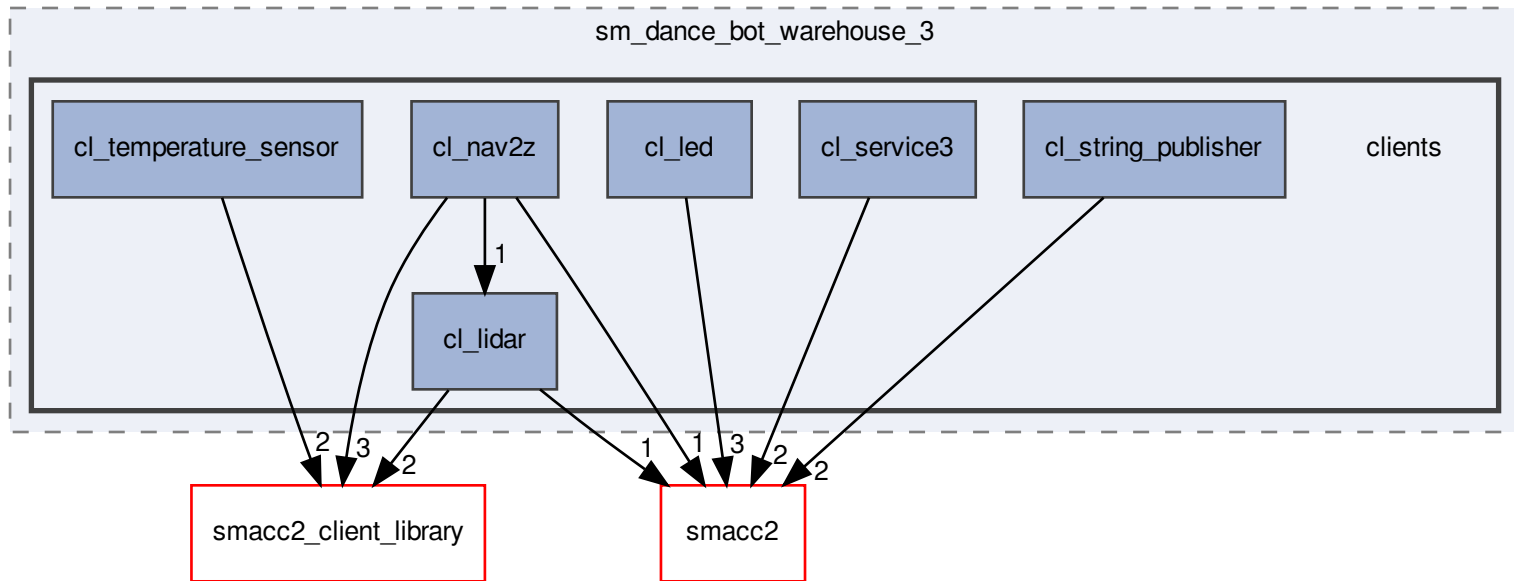 sm_dance_bot_warehouse_3
cl_temperature_sensor
cl_nav2z
cl_led
cl_service3
cl_string_publisher
clients
1
cl_lidar
2
3
2
1
1
3
2
2
smacc2_client_library
smacc2